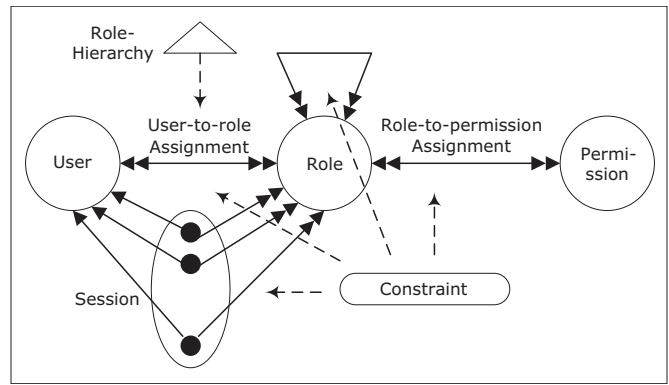 Role-
Hierarchy
User-to-role
Assignment
Role-to-permission
Assignment
User
Role
Permi-
ssion
Session
Constraint